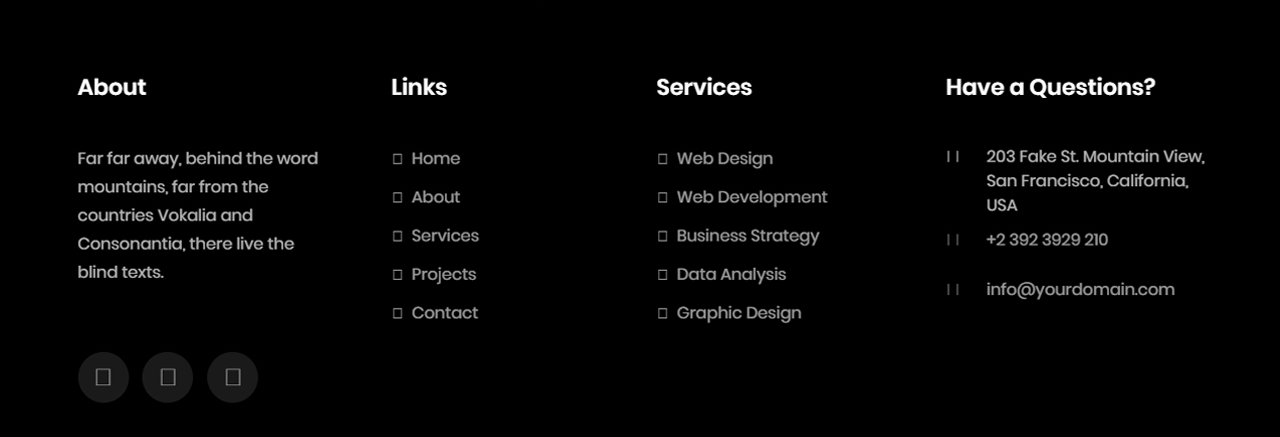 About
Far far away, behind the word
mountains, far from the
countries Vokalia and
Consonantia, there live the
blind texts.
Links
Home
About
Services
Projects
Contact
Services
Web Design
Web Development
Business Strategy
Data Analysis
Graphic Design
Have a Questions?
203 Fake St. Mountain View,
San Francisco, California,
USA
+2 392 3929 210
info@yourdomain.com